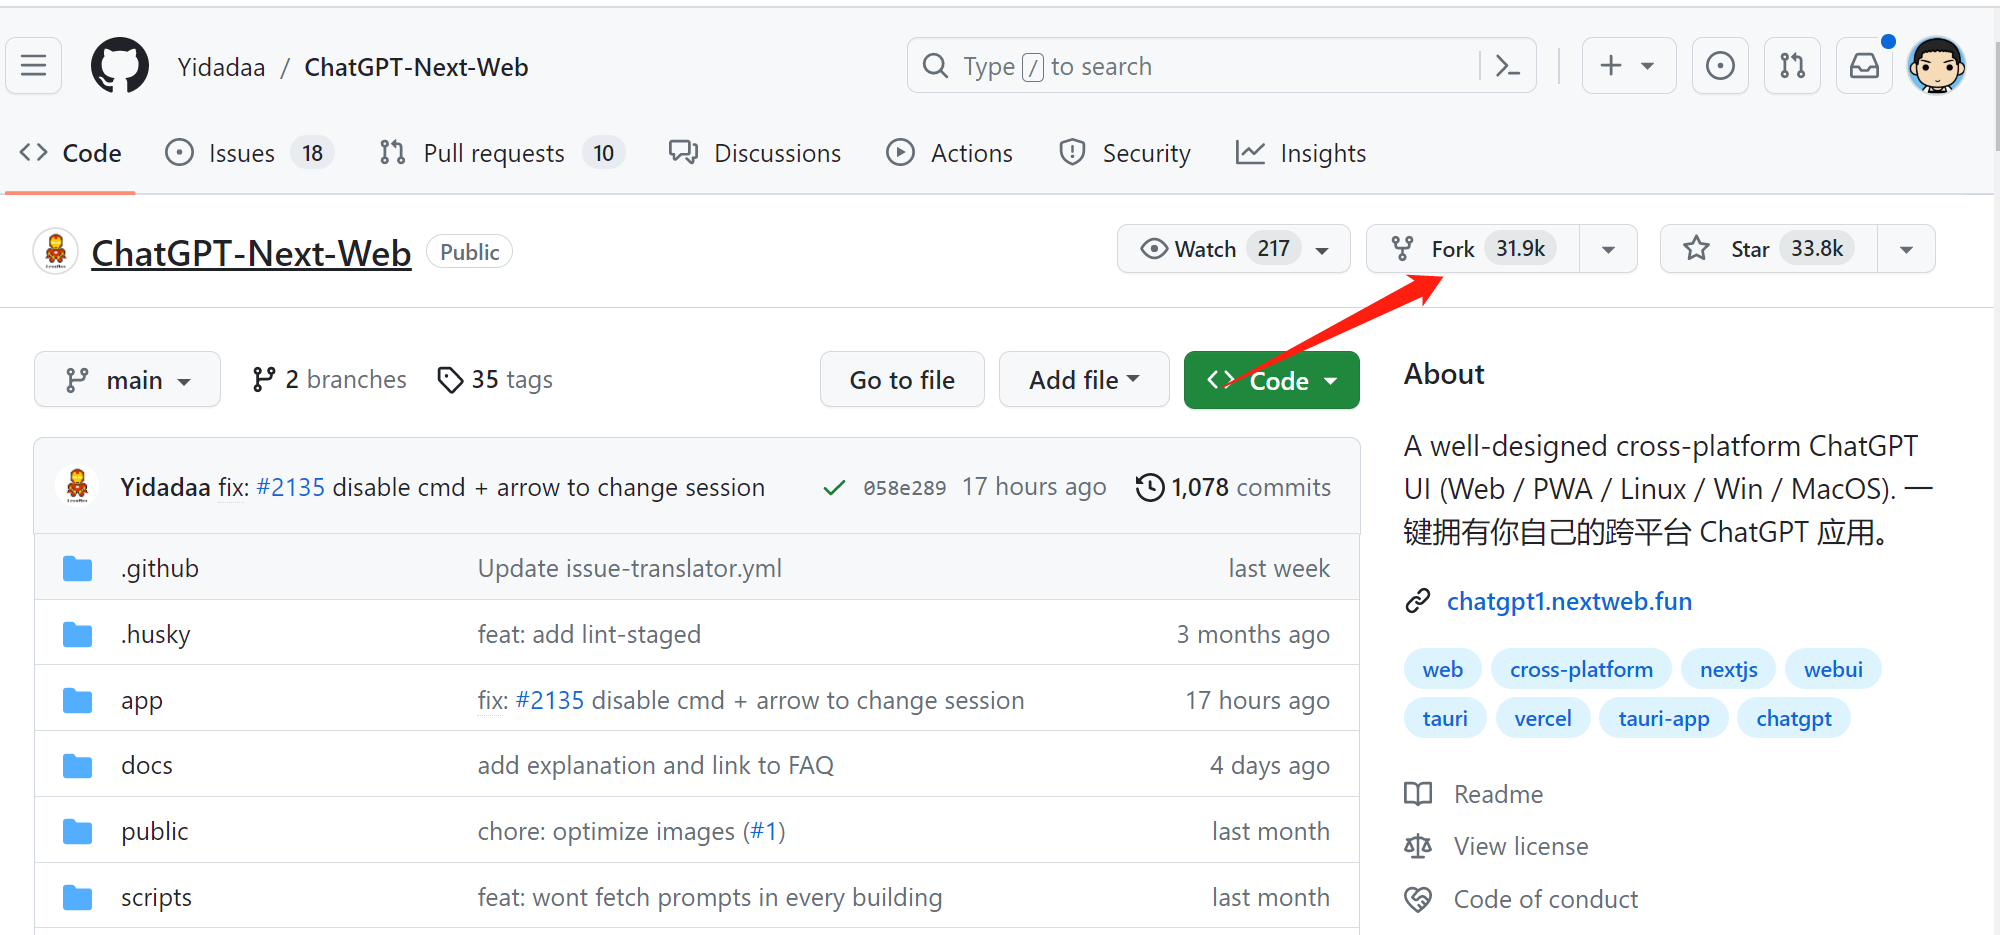 Yidadaa / ChatGPT-Next-Web
Type / to search
Code
Issues 18
Pull requests 10
Discussions
Actions
Security
Insights
ChatGPT-Next-Web Public
Watch 217
Fork 31.9k
Star 33.8k
main
2 branches
35 tags
Go to file
Add file
Code
Yidadaa fix: #2135 disable cmd + arrow to change session
058e289 17 hours ago
1,078 commits
.github Update issue-translator.yml last week
.husky feat: add lint-staged 3 months ago
app fix: #2135 disable cmd + arrow to change session 17 hours ago
docs add explanation and link to FAQ 4 days ago
public chore: optimize images (#1) last month
scripts feat: wont fetch prompts in every building last month
About
A well-designed cross-platform ChatGPT
UI (Web / PWA / Linux / Win / MacOS). 一
键拥有你自己的跨平台 ChatGPT 应用。
chatgpt1.nextweb.fun
web cross-platform nextjs webui
tauri vercel tauri-app chatgpt
Readme
View license
Code of conduct